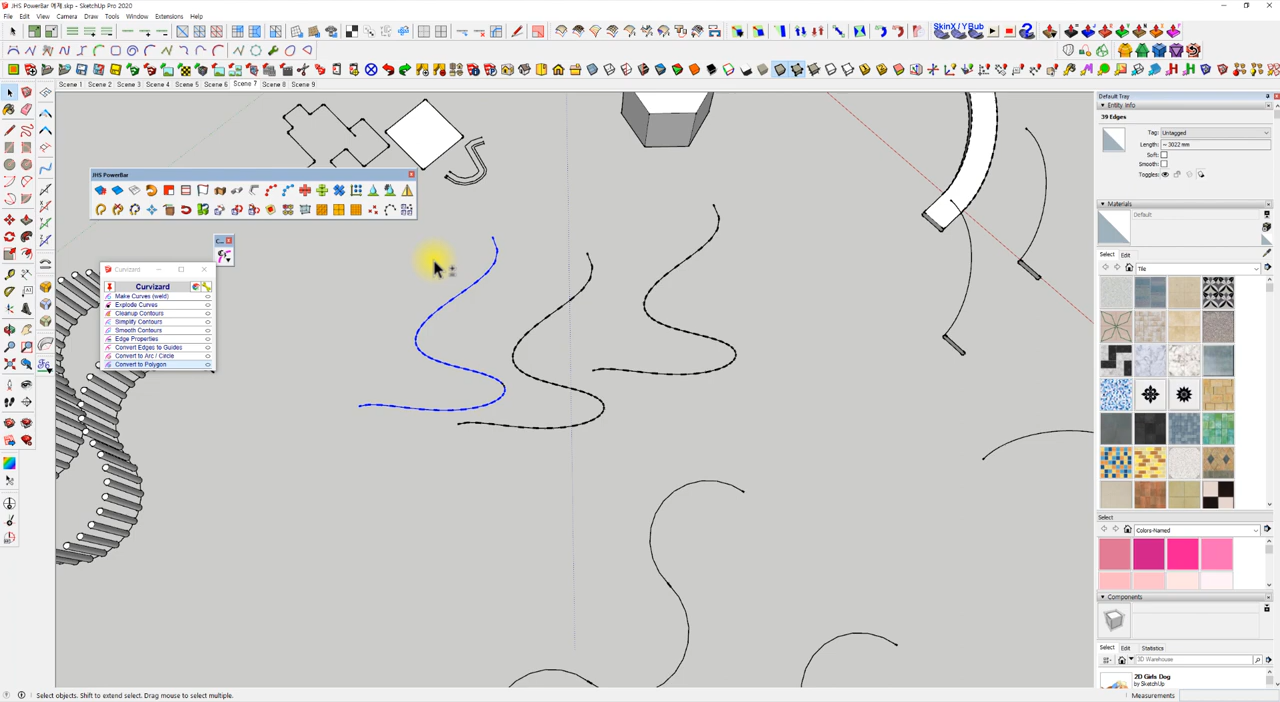 JHS PowerBar 예제.skp - SketchUp Pro 2020
File Edit View Camera Draw Tools Window Extensions Help
SkinX/YBub
Scene 1 Scene 2 Scene 3 Scene 4 Scene 5 Scene 6 Scene 7 Scene 8 Scene 9
Default Tray
Entity Info
39 Edges
Tag: Untagged
Length: ~ 3022 mm
Soft:
Smooth:
Toggles:
JHS PowerBar
C...
Curvizard
Curvizard
Make Curves (weld)
Explode Curves
Cleanup Contours
Simplify Contours
Smooth Contours
Edge Properties
Convert Edges to Guides
Convert to Arc / Circle
Convert to Polygon
Materials
Default
Select Edit
Tile
Select
Colors-Named
Components
Select Edit Statistics
3D Warehouse
2D Girls Dog
by SketchUp
Select objects. Shift to extend select. Drag mouse to select multiple.
Measurements